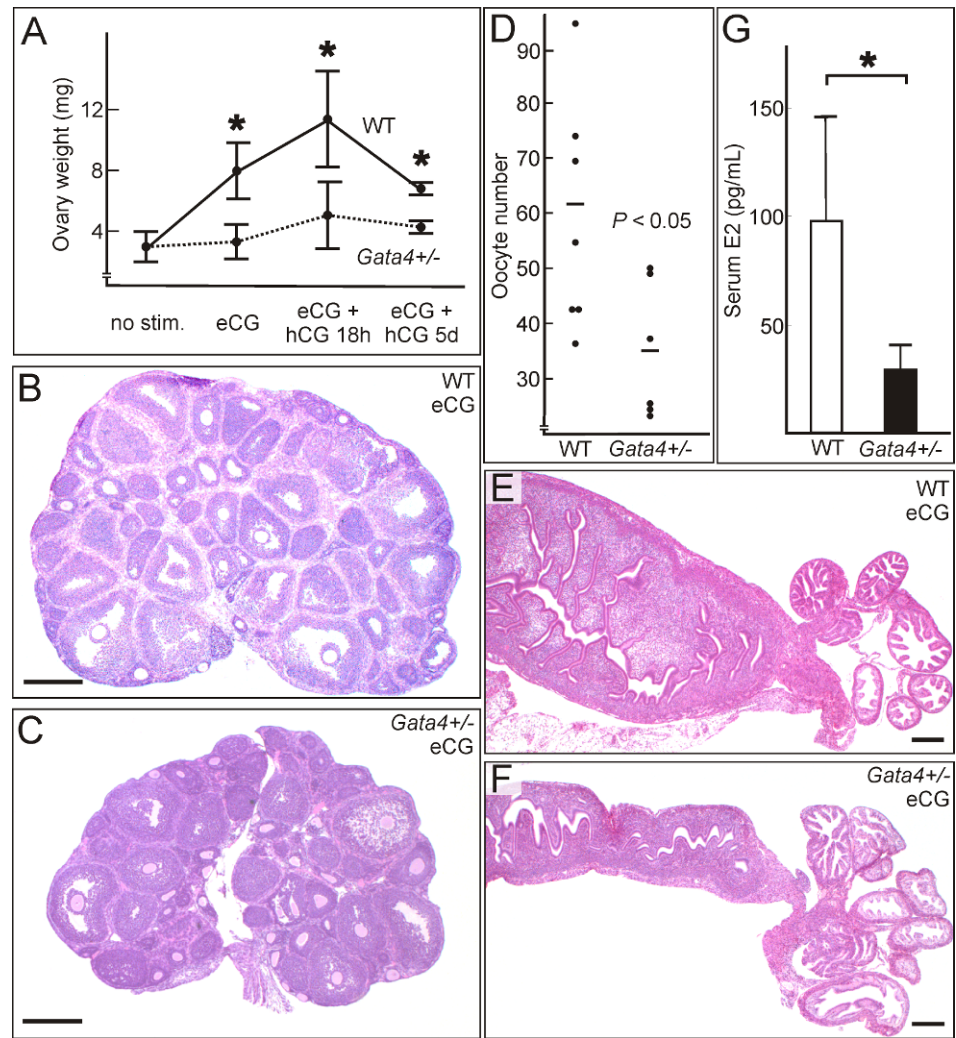 A
Ovary weight (mg)
12
8
4
*
*
*
WT
Gata4+/-
no stim.
eCG
eCG +
hCG 18h
eCG +
hCG 5d
B
WT
eCG
C
Gata4+/-
eCG
D
Oocyte number
90
80
70
60
50
40
30
P < 0.05
WT
Gata4+/-
G
Serum E2 (pg/mL)
150
100
50
*
WT
Gata4+/-
E
WT
eCG
F
Gata4+/-
eCG